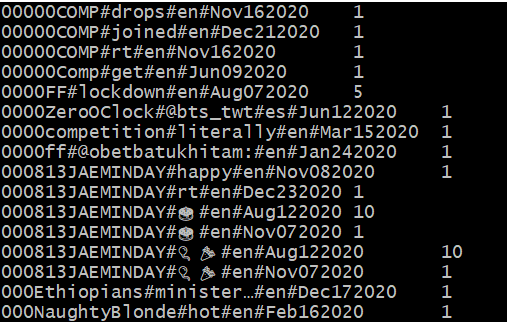 00000COMP#drops#en#Nov162020 1
00000COMP#joined#en#Dec212020 1
00000COMP#rt#en#Nov162020 1
00000Comp#get#en#Jun092020 1
0000FF#lockdown#en#Aug072020 5
0000ZeroOClock#@bts_twt#es#Jun122020 1
0000competition#literally#en#Mar152020 1
0000ff#@obetbatukhitam:#en#Jan242020 1
000813JAEMINDAY#happy#en#Nov082020 1
000813JAEMINDAY#rt#en#Dec232020 1
000813JAEMINDAY##en#Aug122020 10
000813JAEMINDAY##en#Nov072020 1
000813JAEMINDAY##en#Aug122020 10
000813JAEMINDAY##en#Nov072020 1
000Ethiopians#minister…#en#Dec172020 1
000NaughtyBlonde#hot#en#Feb162020 1